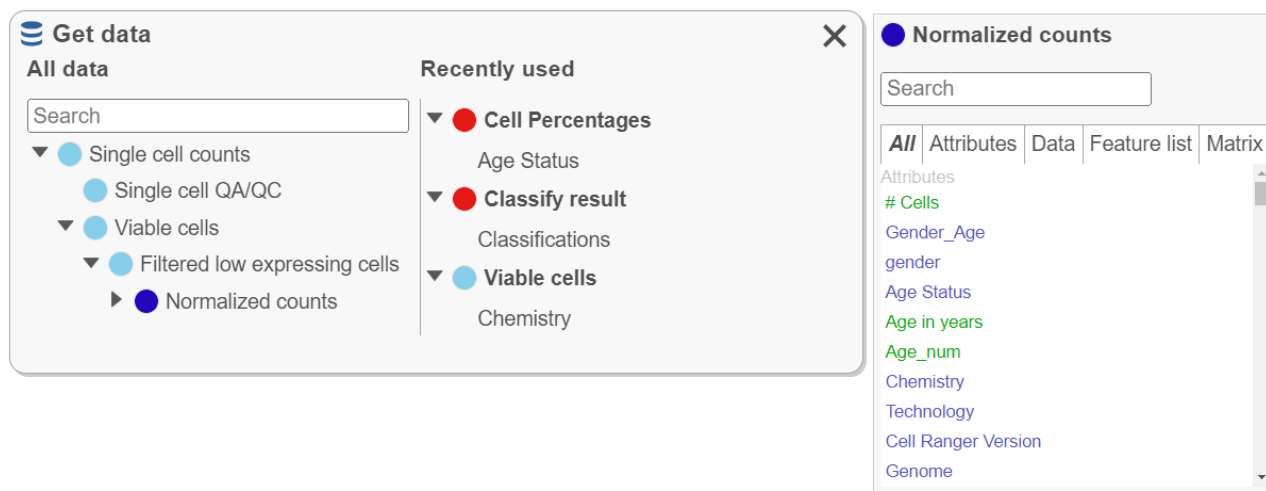 Get data
All data
Search
Single cell counts
Single cell QA/QC
Viable cells
Filtered low expressing cells
Normalized counts
Recently used
Cell Percentages
Age Status
Classify result
Classifications
Viable cells
Chemistry
Normalized counts
Search
All Attributes Data Feature list Matrix
Attributes
# Cells
Gender_Age
gender
Age Status
Age in years
Age_num
Chemistry
Technology
Cell Ranger Version
Genome